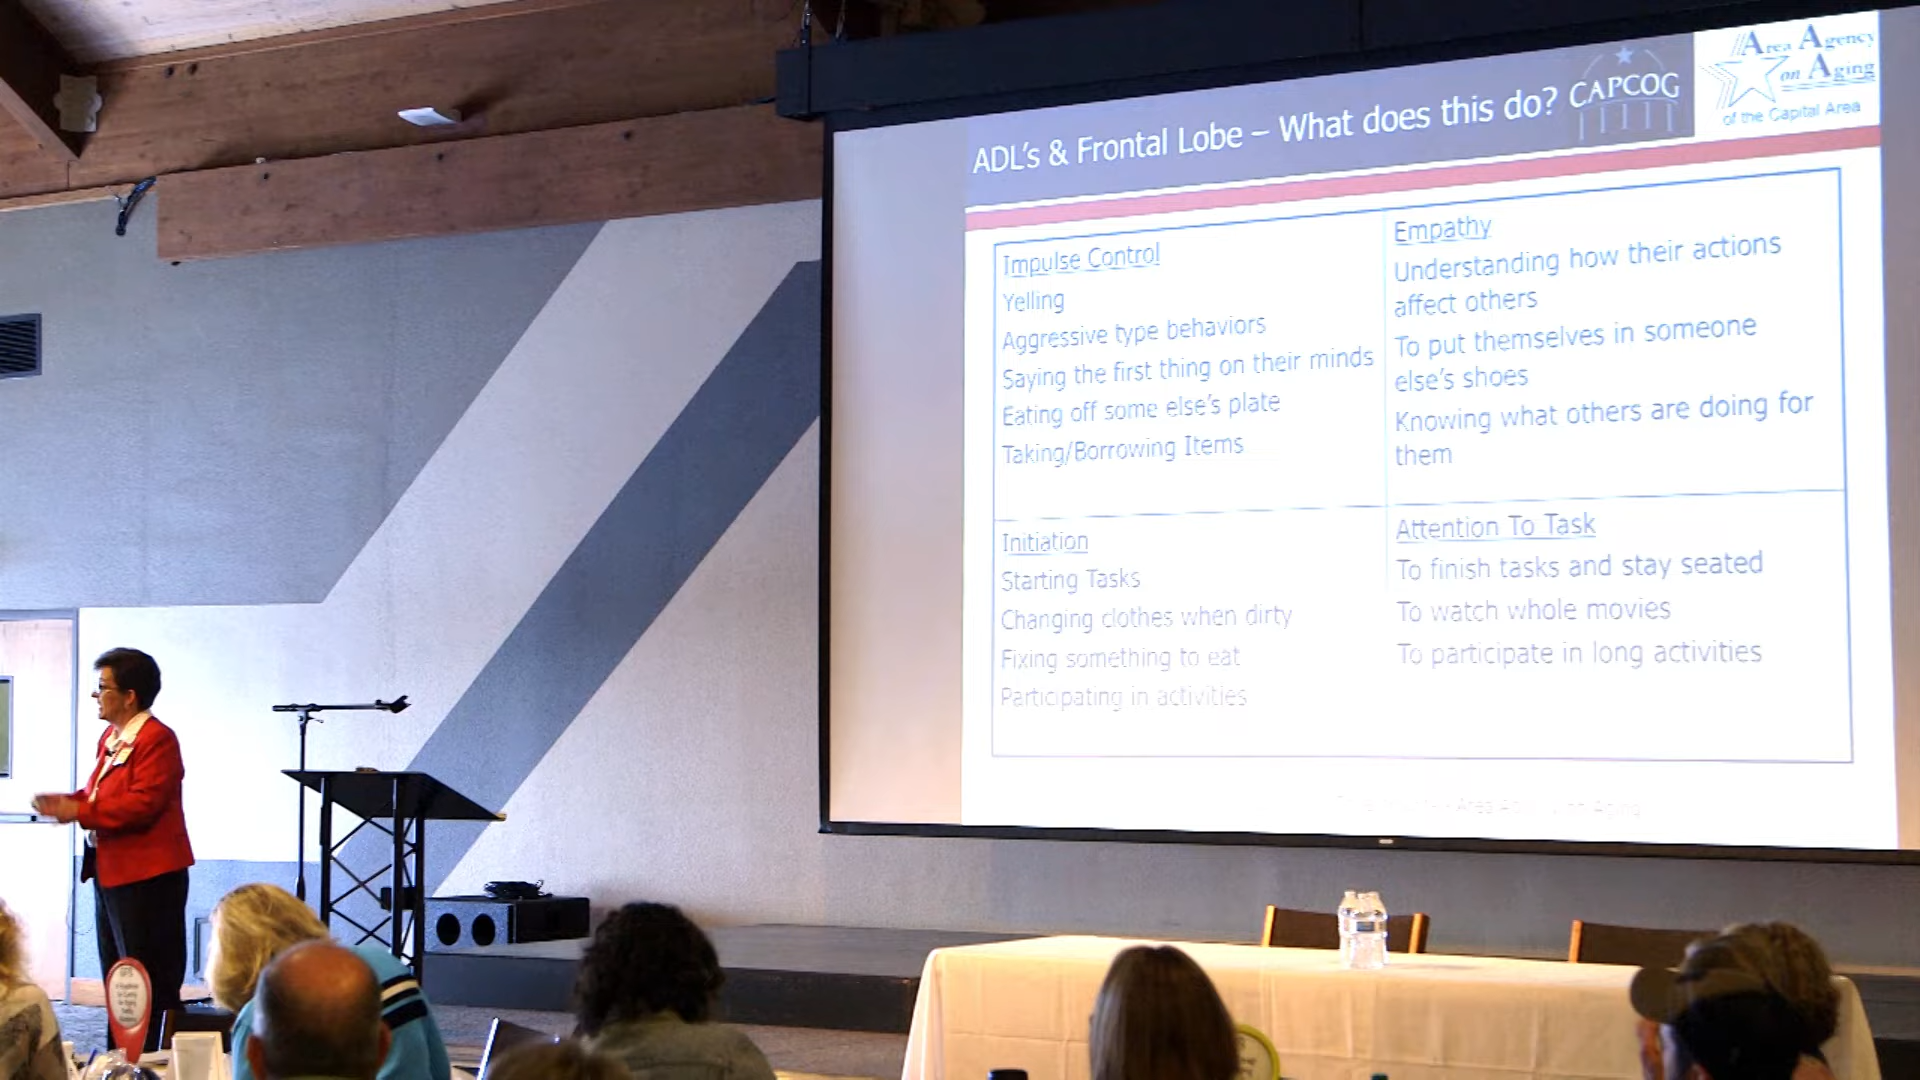 ADL's & Frontal Lobe – What does this do?
CAPCOG
Area Agency
on Aging
of the Capital Area
Impulse Control
Yelling
Aggressive type behaviors
Saying the first thing on their minds
Eating off some else's plate
Taking/Borrowing Items
Empathy
Understanding how their actions
affect others
To put themselves in someone
else's shoes
Knowing what others are doing for
them
Initiation
Starting Tasks
Changing clothes when dirty
Fixing something to eat
Participating in activities
Attention To Task
To finish tasks and stay seated
To watch whole movies
To participate in long activities
Area
Aging